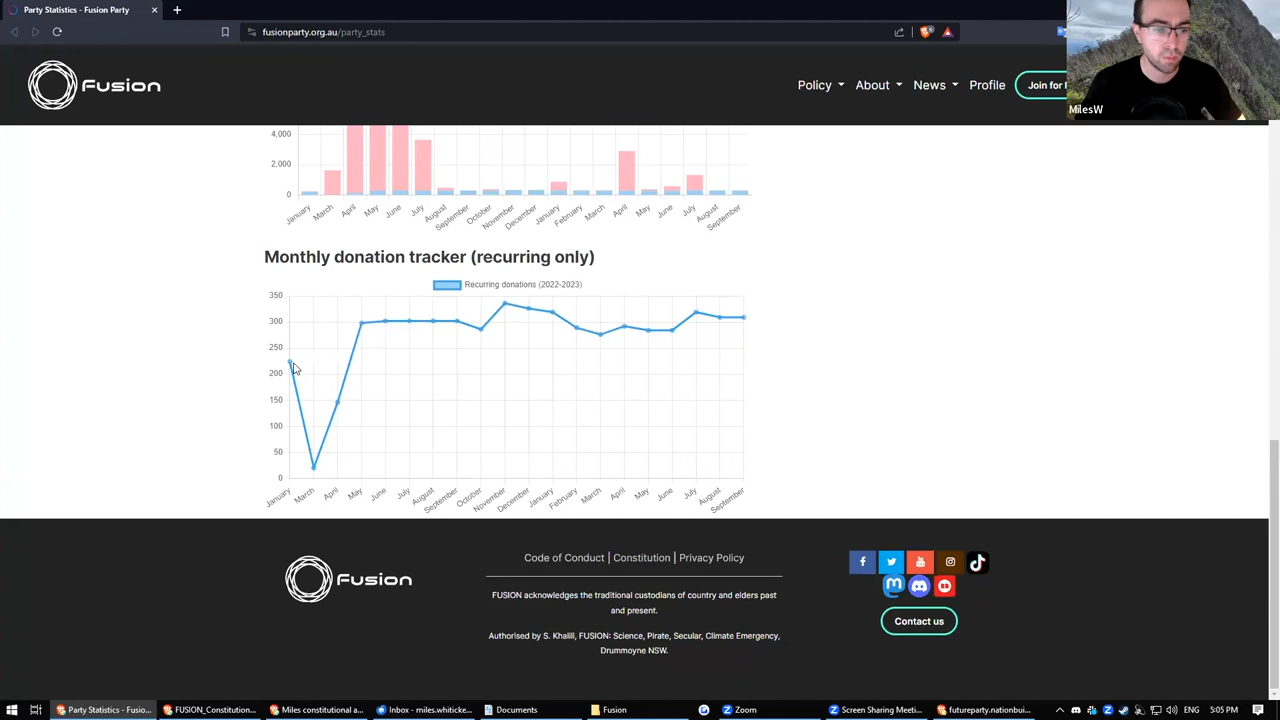 Party Statistics - Fusion Party
fusionparty.org.au/party_stats
Fusion
Policy
About
News
Profile
Join for
MilesW
4,000
2,000
0
January
March
April
May
June
July
August
September
October
November
December
January
February
March
April
May
June
July
August
September
Monthly donation tracker (recurring only)
Recurring donations (2022-2023)
350
300
250
200
150
100
50
0
January
March
April
May
June
July
August
September
October
November
December
January
February
March
April
May
June
July
August
September
Fusion
Code of Conduct | Constitution | Privacy Policy
FUSION acknowledges the traditional custodians of country and elders past
and present.
Authorised by S. Khalil, FUSION: Science, Pirate, Secular, Climate Emergency,
Drummoyne NSW.
Contact us
Party Statistics - Fusio...
FUSION_Constitution...
Miles constitutional a...
Inbox - miles.whiticke...
Documents
Fusion
Zoom
Screen Sharing Meeti...
futureparty.nationbui...
ENG
5:05 PM